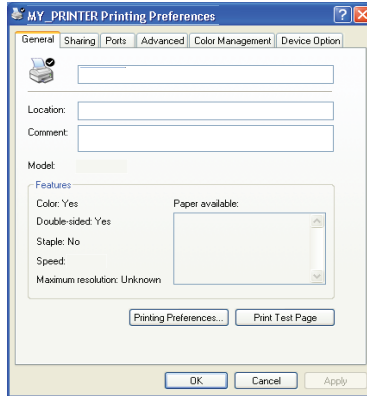 MY_PRINTER Printing Preferences
General Sharing Ports Advanced Color Management Device Option
Location:
Comment:
Model:
Features
Color: Yes Paper available:
Double-sided: Yes
Staple: No
Speed:
Maximum resolution: Unknown
Printing Preferences... Print Test Page
OK Cancel Apply